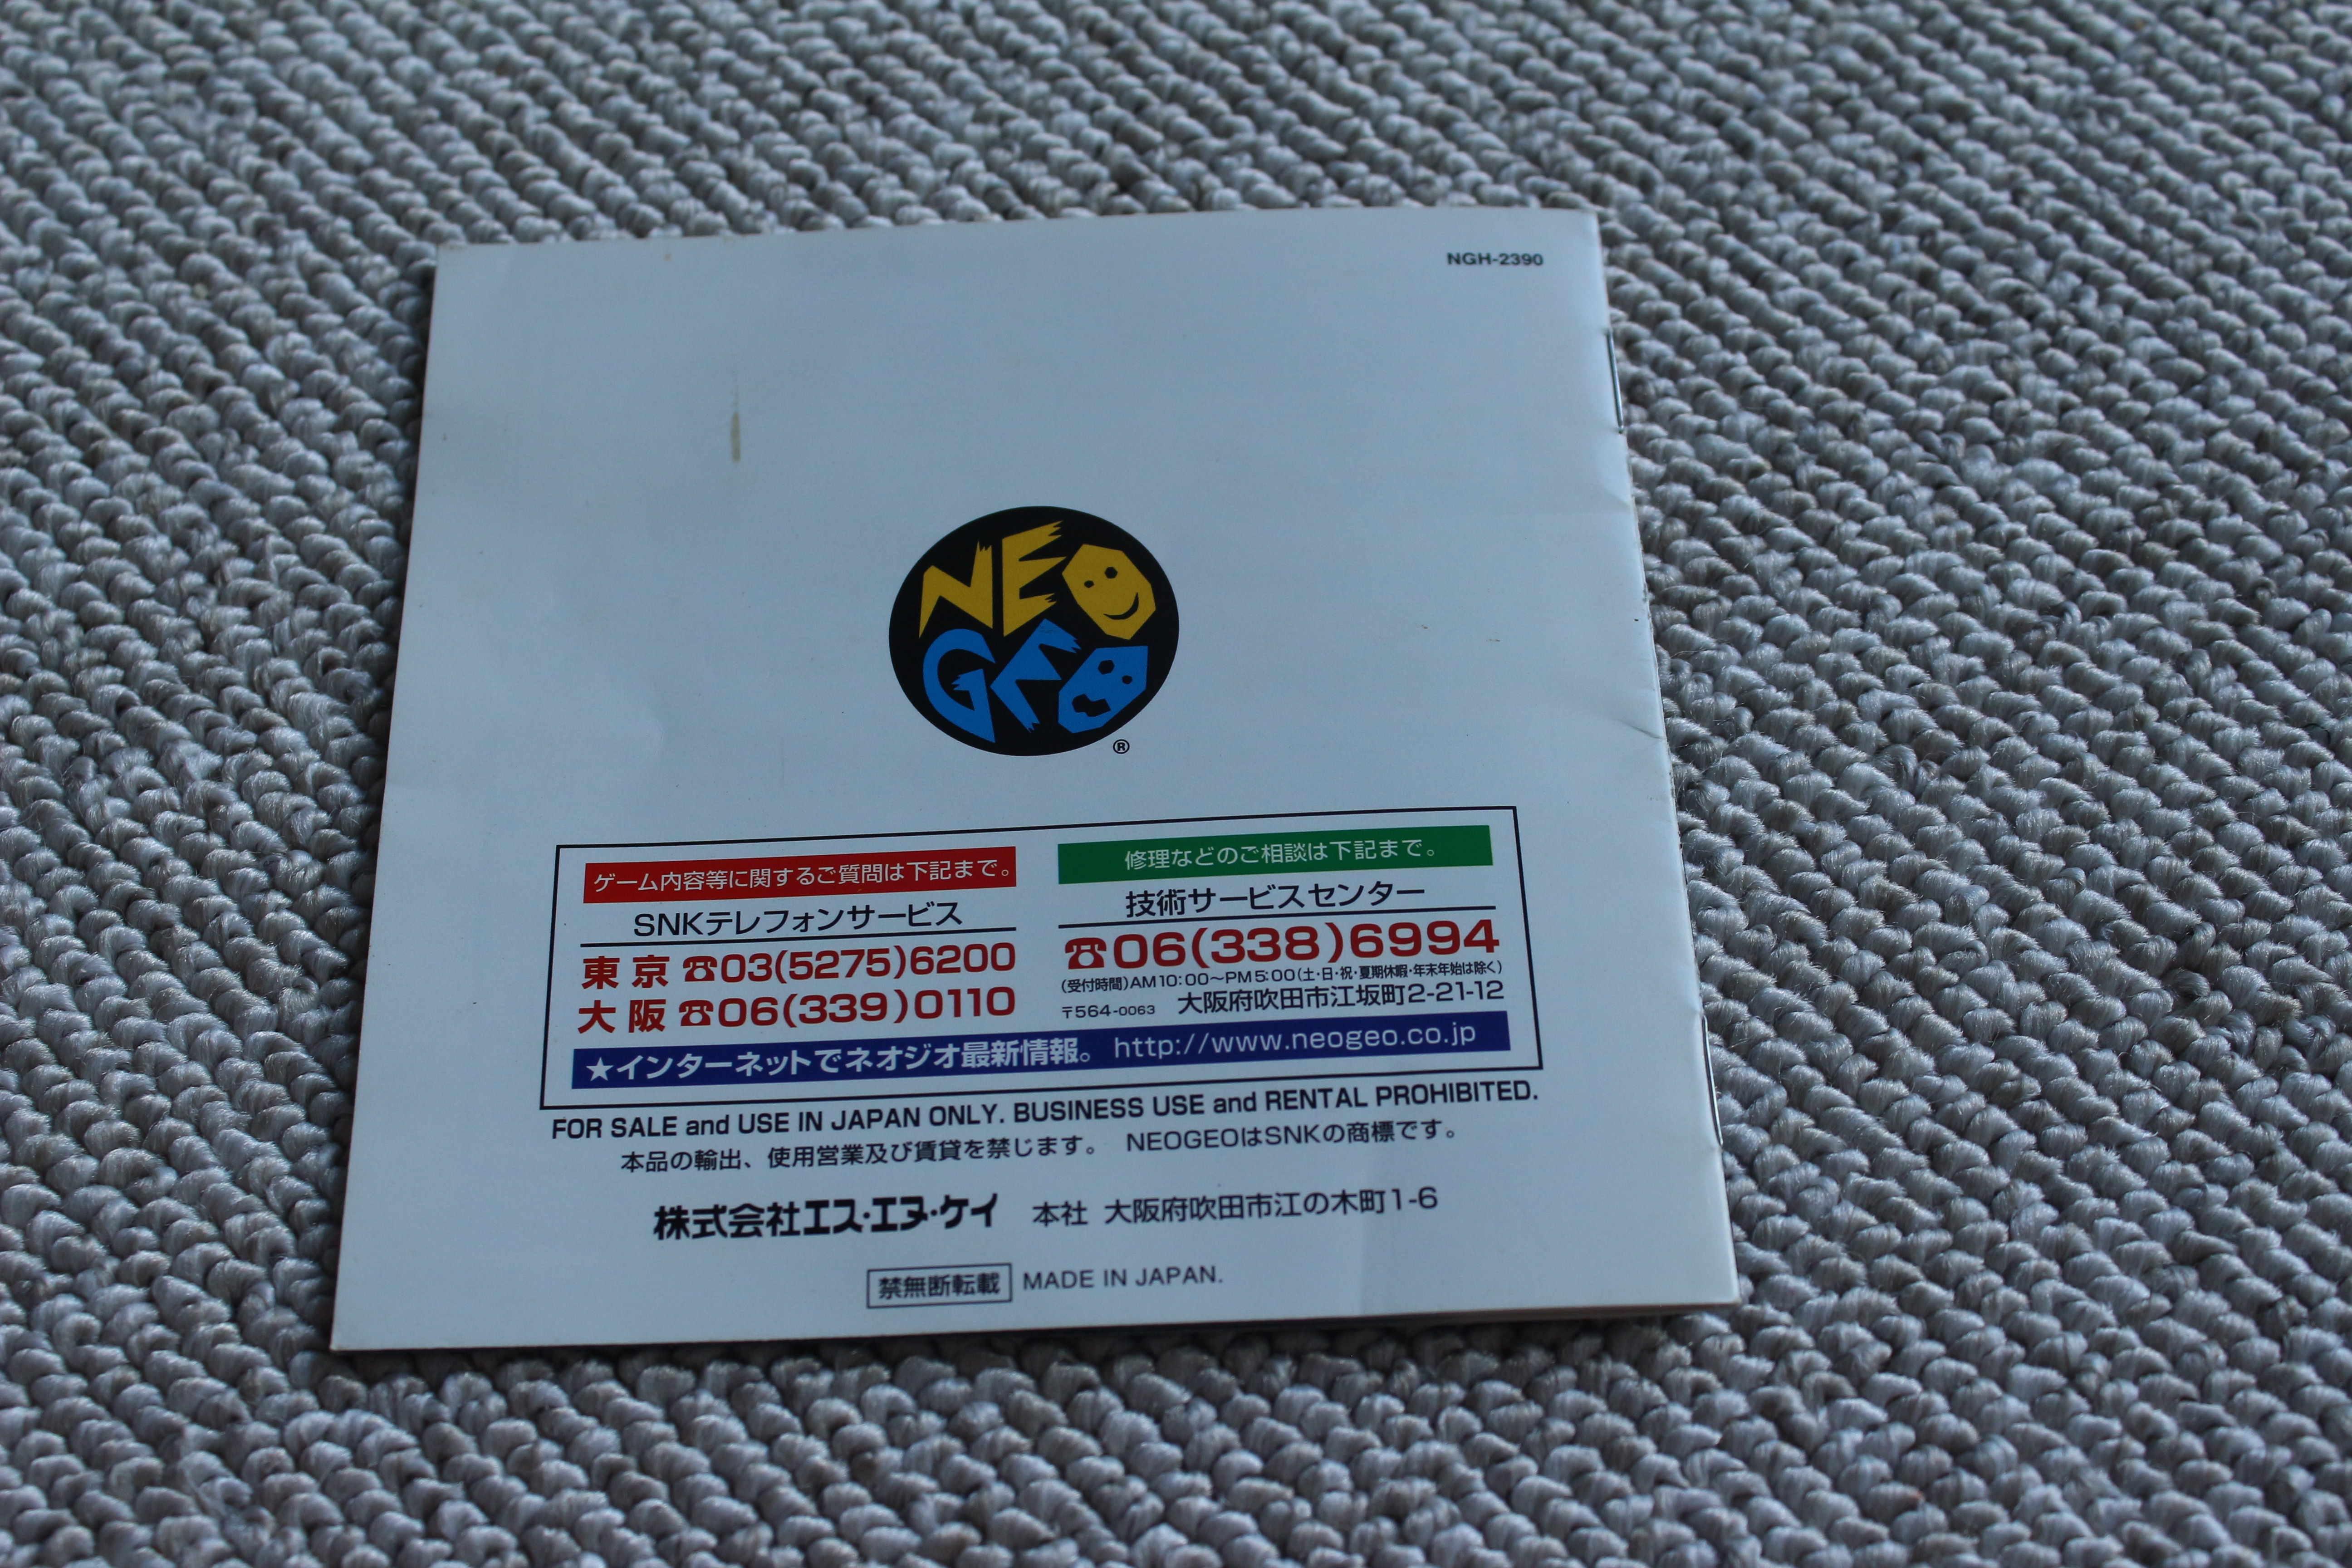 NGH-2390
NEO
GEO
®
ゲーム内容等に関するご質問は下記まで。
SNKテレフォンサービス
東京 ☎03(5275)6200
大阪 ☎06(339)0110
修理などのご相談は下記まで。
技術サービスセンター
☎06(338)6994
(受付時間)AM10:00〜PM5:00(土・日・祝・夏期休暇・年末年始は除く)
〒564-0063 大阪府吹田市江坂町2-21-12
★インターネットでネオジオ最新情報。 http://www.neogeo.co.jp
FOR SALE and USE IN JAPAN ONLY. BUSINESS USE and RENTAL PROHIBITED.
本品の輸出、使用営業及び賃貸を禁じます。 NEOGEOはSNKの商標です。
株式会社エス・エヌ・ケイ 本社 大阪府吹田市江の木町1-6
禁無断転載 MADE IN JAPAN.